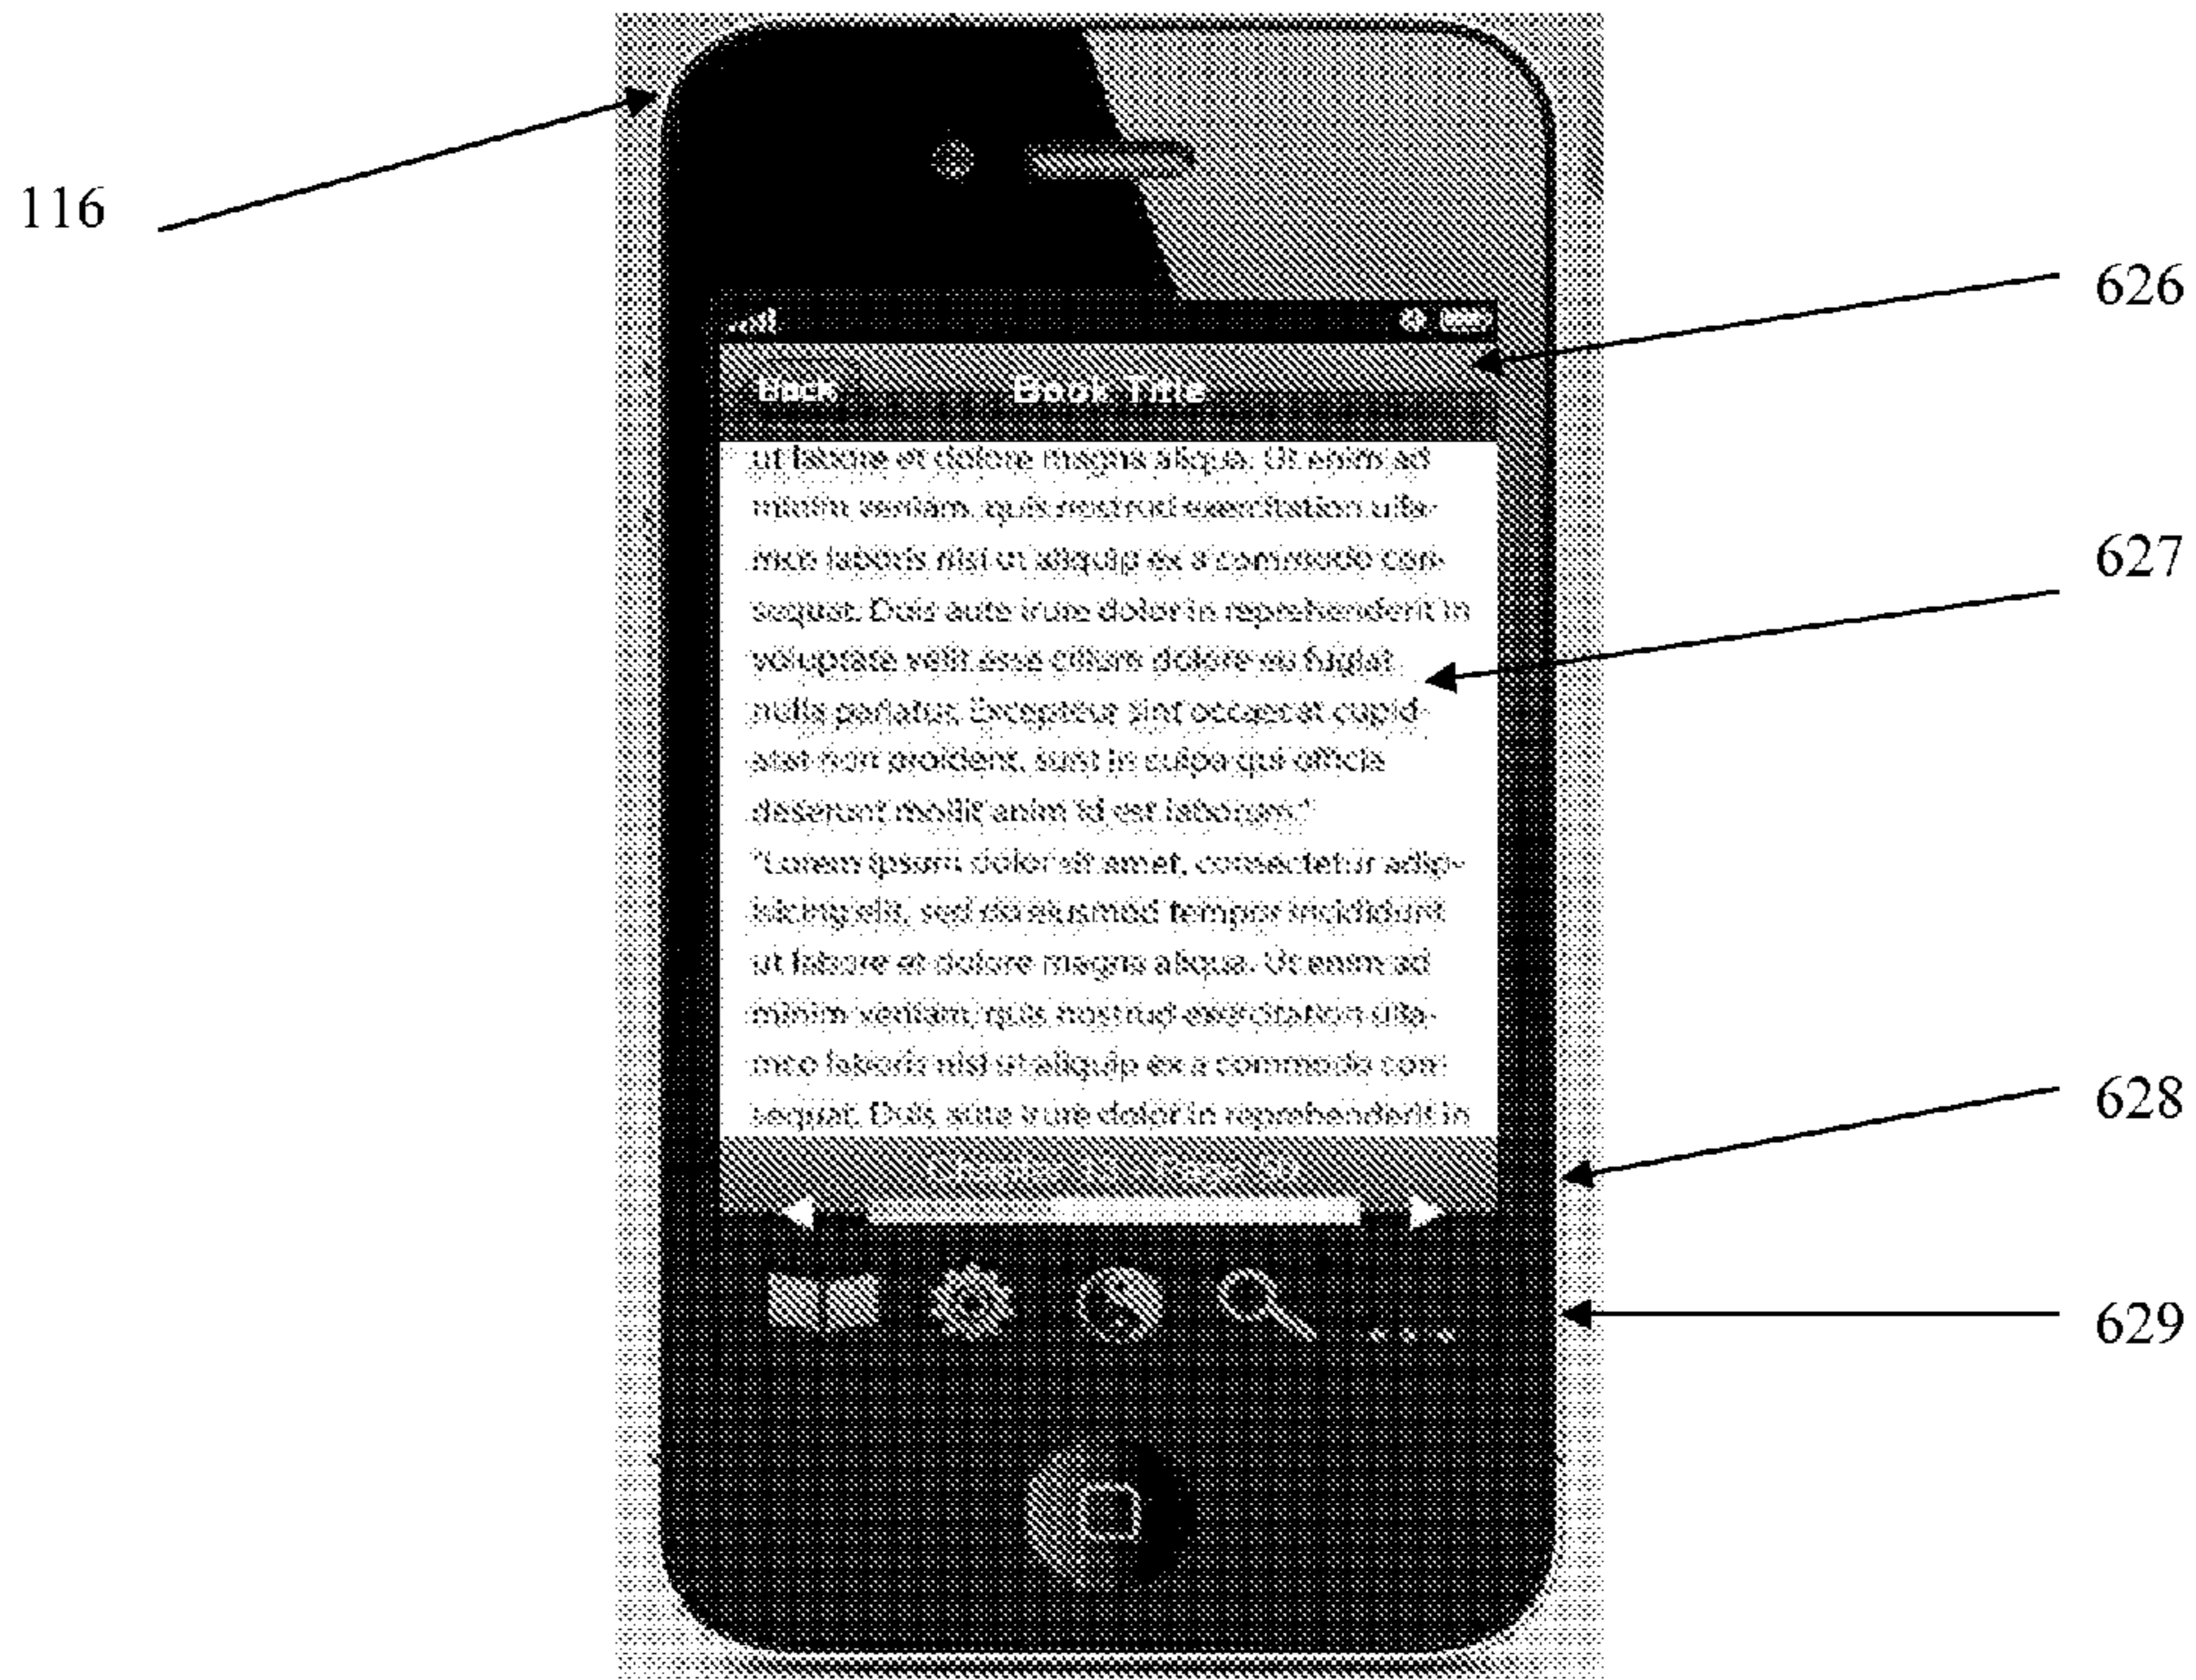 116
626
Back Book Title
ut labore et dolore magna aliqua. Ut enim ad
minim veniam, quis nostrud exercitation ulla-
mco laboris nisi ut aliquip ex a commodo con-
sequat. Duis aute irure dolor in reprehenderit in
voluptate velit esse cillum dolore eu fugiat
627
nulla pariatur. Excepteur sint occaecat cupid-
atat non proident, sunt in culpa qui officia
deserunt mollit anim id est laborum."
"Lorem ipsum dolor sit amet, consectetur adip-
isicing elit, sed do eiusmod tempor incididunt
ut labore et dolore magna aliqua. Ut enim ad
minim veniam, quis nostrud exercitation ulla-
mco laboris nisi ut aliquip ex a commodo con-
sequat. Duis aute irure dolor in reprehenderit in
628
Chapter Page 50
629